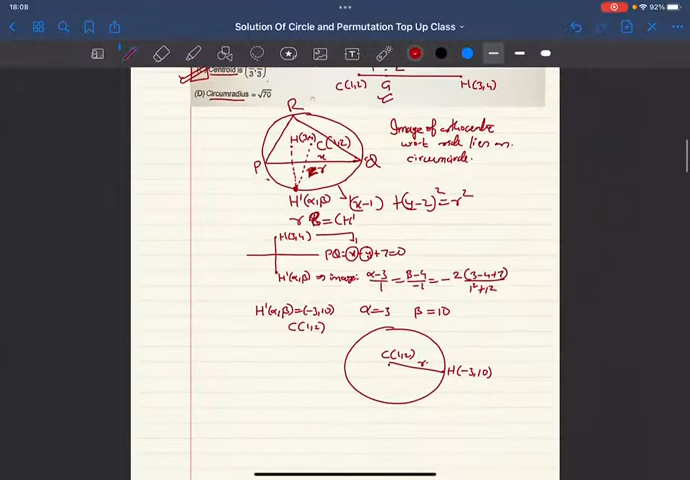 18:08
92%
Solution Of Circle and Permutation Top Up Class
Centroid is
C(1,2) G H(3,4)
(D) Circumradius = √70
R
H(3,4) C(1,2)
P x Q
r
Image of orthocentre
w.r.t side lies on
circumcircle.
H'(α,β) (x-1) +(y-2)²=r²
r = CH'
H(3,4)
PQ: x-y+7=0
H'(α,β) ⇒ image: (α-3)/1 = (β-4)/-1 = -2(3-4+7)/(1²+1²)
H'(α,β)=(-3,10) α=-3 β=10
C(1,2)
C(1,2) r H(-3,10)